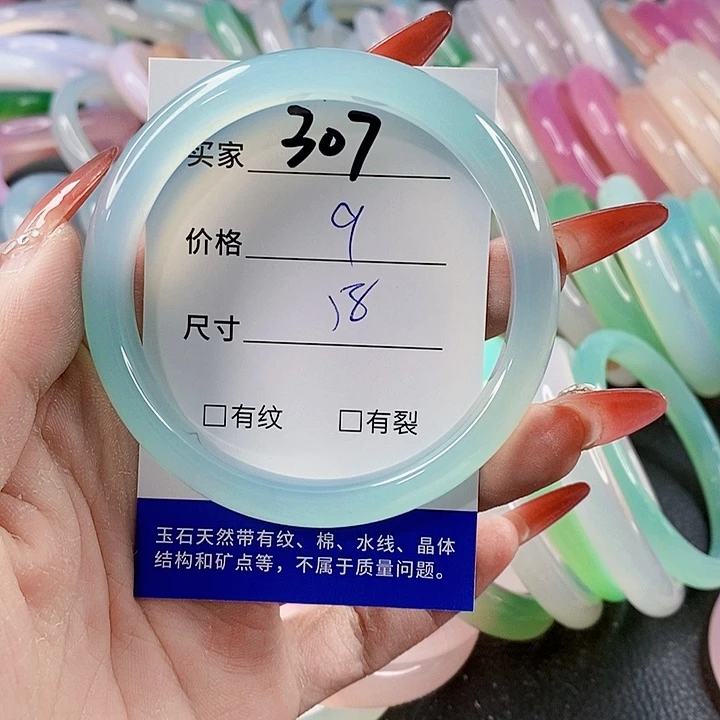 买家 307
价格 9
尺寸 18
□有纹 □有裂
玉石天然带有纹、棉、水线、晶体
结构和矿点等，不属于质量问题。